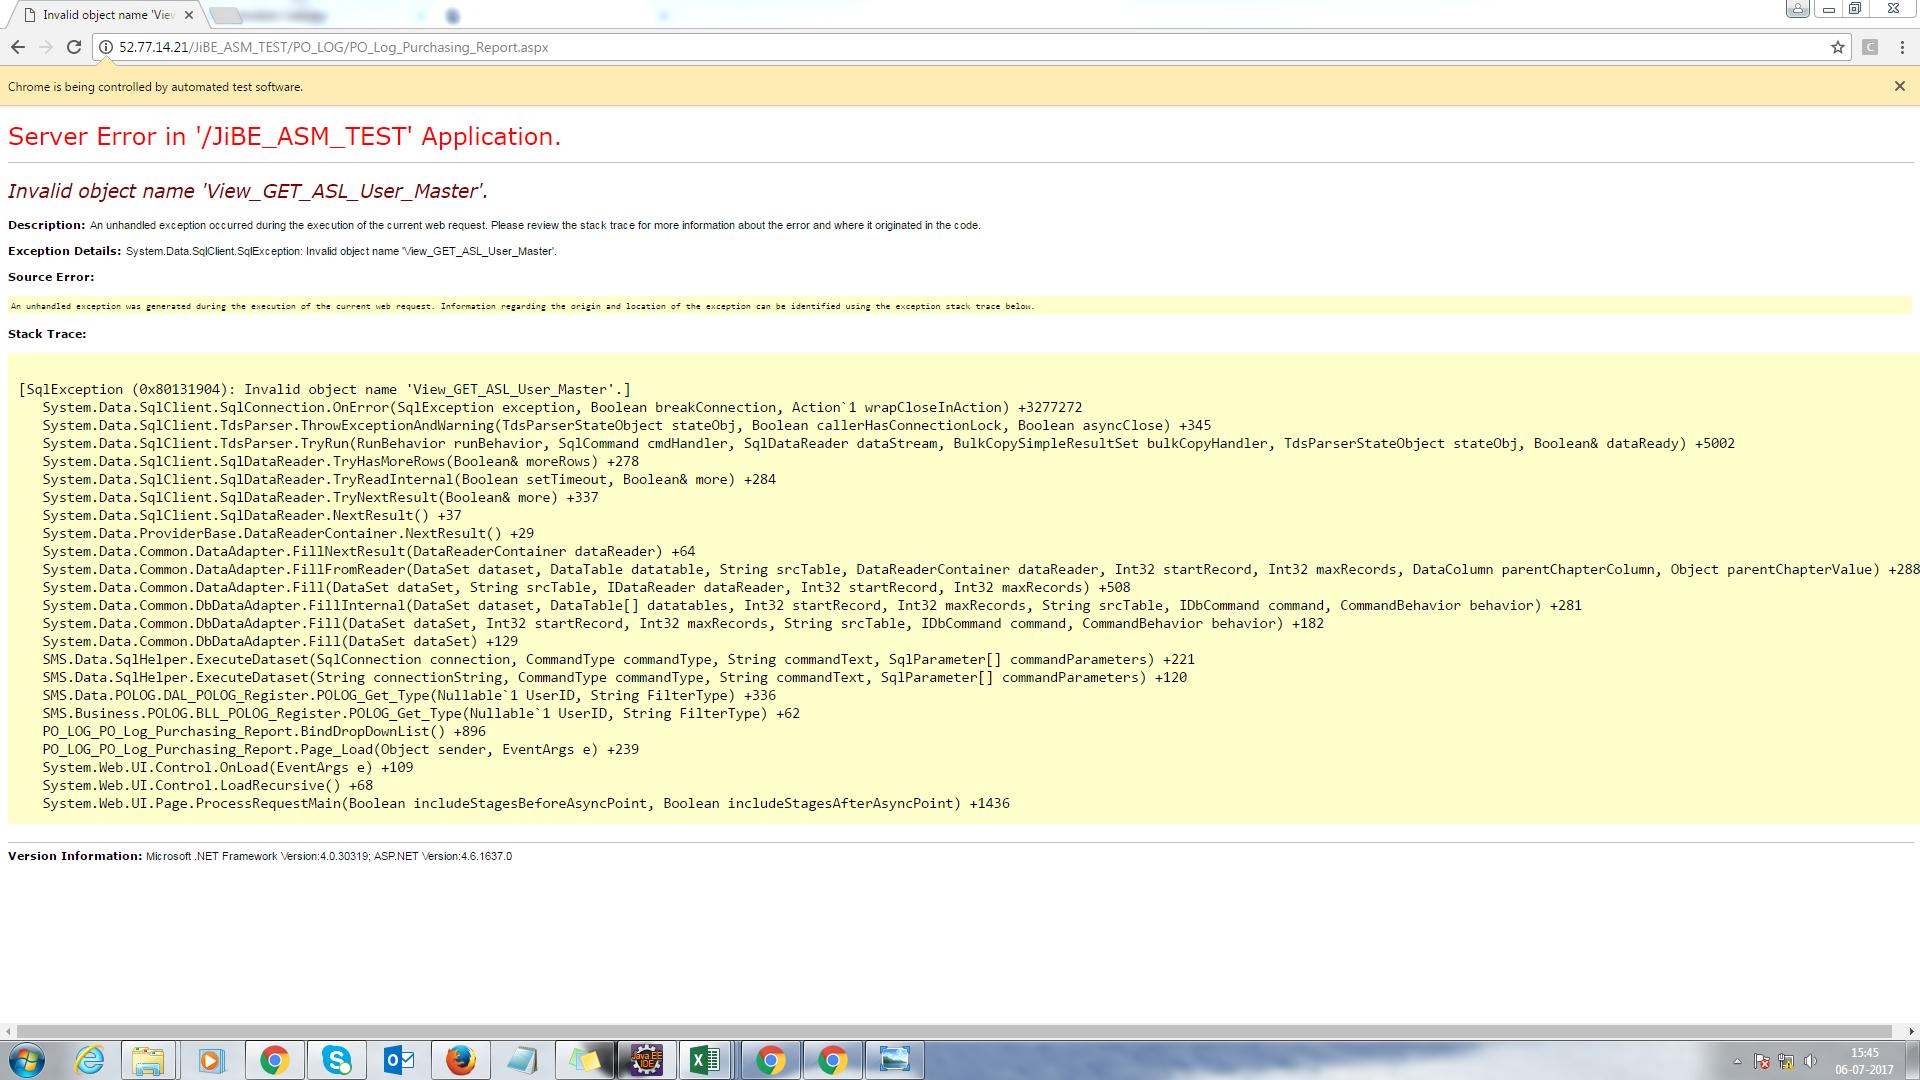 Invalid object name 'View
52.77.14.21/JiBE_ASM_TEST/PO_LOG/PO_Log_Purchasing_Report.aspx
C
Chrome is being controlled by automated test software.
Server Error in '/JiBE_ASM_TEST' Application.
Invalid object name 'View_GET_ASL_User_Master'.
Description: An unhandled exception occurred during the execution of the current web request. Please review the stack trace for more information about the error and where it originated in the code.
Exception Details: System.Data.SqlClient.SqlException: Invalid object name 'View_GET_ASL_User_Master'.
Source Error:
An unhandled exception was generated during the execution of the current web request. Information regarding the origin and location of the exception can be identified using the exception stack trace below.
Stack Trace:
[SqlException (0x80131904): Invalid object name 'View_GET_ASL_User_Master'.]
System.Data.SqlClient.SqlConnection.OnError(SqlException exception, Boolean breakConnection, Action`1 wrapCloseInAction) +3277272
System.Data.SqlClient.TdsParser.ThrowExceptionAndWarning(TdsParserStateObject stateObj, Boolean callerHasConnectionLock, Boolean asyncClose) +345
System.Data.SqlClient.TdsParser.TryRun(RunBehavior runBehavior, SqlCommand cmdHandler, SqlDataReader dataStream, BulkCopySimpleResultSet bulkCopyHandler, TdsParserStateObject stateObj, Boolean& dataReady) +5002
System.Data.SqlClient.SqlDataReader.TryHasMoreRows(Boolean& moreRows) +278
System.Data.SqlClient.SqlDataReader.TryReadInternal(Boolean setTimeout, Boolean& more) +284
System.Data.SqlClient.SqlDataReader.TryNextResult(Boolean& more) +337
System.Data.SqlClient.SqlDataReader.NextResult() +37
System.Data.ProviderBase.DataReaderContainer.NextResult() +29
System.Data.Common.DataAdapter.FillNextResult(DataReaderContainer dataReader) +64
System.Data.Common.DataAdapter.FillFromReader(DataSet dataset, DataTable datatable, String srcTable, DataReaderContainer dataReader, Int32 startRecord, Int32 maxRecords, DataColumn parentChapterColumn, Object parentChapterValue) +288
System.Data.Common.DataAdapter.Fill(DataSet dataSet, String srcTable, IDataReader dataReader, Int32 startRecord, Int32 maxRecords) +508
System.Data.Common.DbDataAdapter.FillInternal(DataSet dataset, DataTable[] datatables, Int32 startRecord, Int32 maxRecords, String srcTable, IDbCommand command, CommandBehavior behavior) +281
System.Data.Common.DbDataAdapter.Fill(DataSet dataSet, Int32 startRecord, Int32 maxRecords, String srcTable, IDbCommand command, CommandBehavior behavior) +182
System.Data.Common.DbDataAdapter.Fill(DataSet dataSet) +129
SMS.Data.SqlHelper.ExecuteDataset(SqlConnection connection, CommandType commandType, String commandText, SqlParameter[] commandParameters) +221
SMS.Data.SqlHelper.ExecuteDataset(String connectionString, CommandType commandType, String commandText, SqlParameter[] commandParameters) +120
SMS.Data.POLOG.DAL_POLOG_Register.POLOG_Get_Type(Nullable`1 UserID, String FilterType) +336
SMS.Business.POLOG.BLL_POLOG_Register.POLOG_Get_Type(Nullable`1 UserID, String FilterType) +62
PO_LOG_PO_Log_Purchasing_Report.BindDropDownList() +896
PO_LOG_PO_Log_Purchasing_Report.Page_Load(Object sender, EventArgs e) +239
System.Web.UI.Control.OnLoad(EventArgs e) +109
System.Web.UI.Control.LoadRecursive() +68
System.Web.UI.Page.ProcessRequestMain(Boolean includeStagesBeforeAsyncPoint, Boolean includeStagesAfterAsyncPoint) +1436
Version Information: Microsoft .NET Framework Version:4.0.30319; ASP.NET Version:4.6.1637.0
Java EE
IDE
15:45
06-07-2017